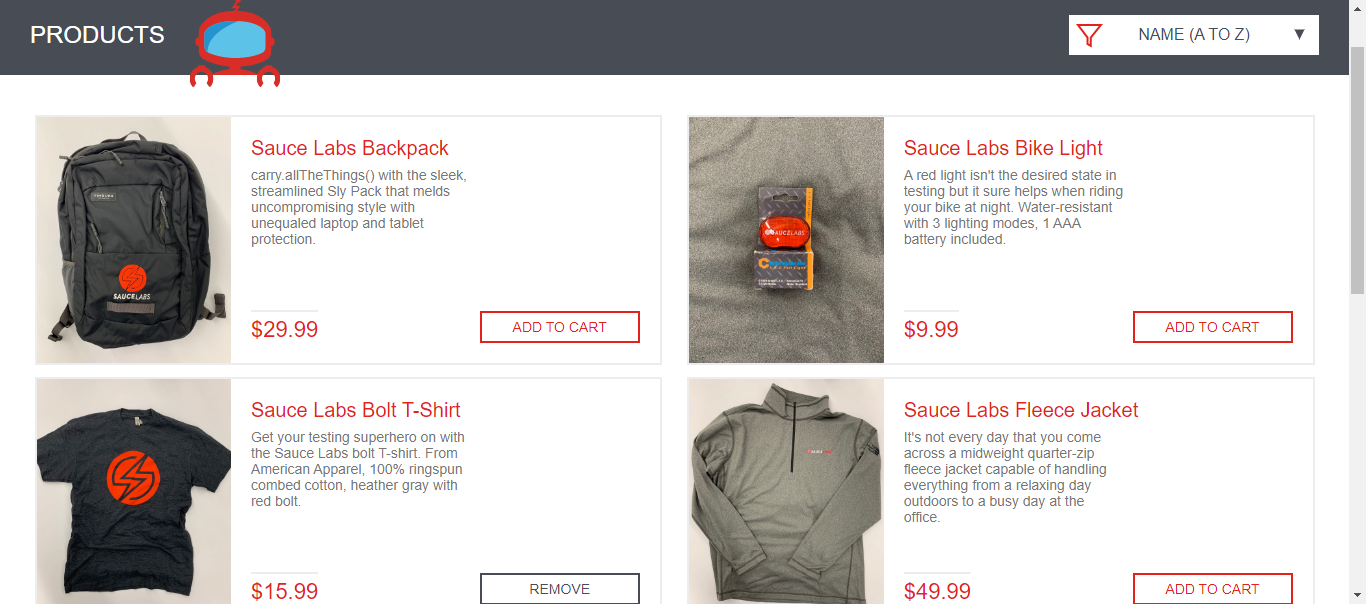 PRODUCTS
NAME (A TO Z)
Sauce Labs Backpack
carry.allTheThings() with the sleek,
streamlined Sly Pack that melds
uncompromising style with
unequaled laptop and tablet
protection.
SAUCELABS
$29.99
ADD TO CART
Sauce Labs Bike Light
A red light isn't the desired state in
testing but it sure helps when riding
your bike at night. Water-resistant
with 3 lighting modes, 1 AAA
battery included.
SAUCELABS
$9.99
ADD TO CART
Sauce Labs Bolt T-Shirt
Get your testing superhero on with
the Sauce Labs bolt T-shirt. From
American Apparel, 100% ringspun
combed cotton, heather gray with
red bolt.
$15.99
REMOVE
Sauce Labs Fleece Jacket
It's not every day that you come
across a midweight quarter-zip
fleece jacket capable of handling
everything from a relaxing day
outdoors to a busy day at the
office.
$49.99
ADD TO CART